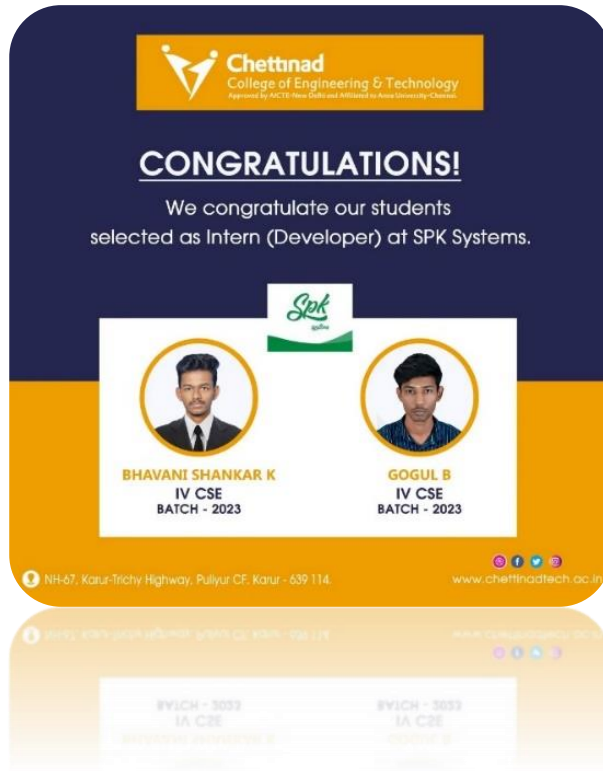 Chettinad
College of Engineering & Technology
Approved by AICTE-New Delhi and Affiliated to Anna University-Chennai
CONGRATULATIONS!
We congratulate our students
selected as Intern (Developer) at SPK Systems.
Spk
BHAVANI SHANKAR K
IV CSE
BATCH - 2023
GOGUL B
IV CSE
BATCH - 2023
NH-67, Karur-Trichy Highway, Puliyur CF, Karur - 639 114.
www.chettinadtech.ac.in